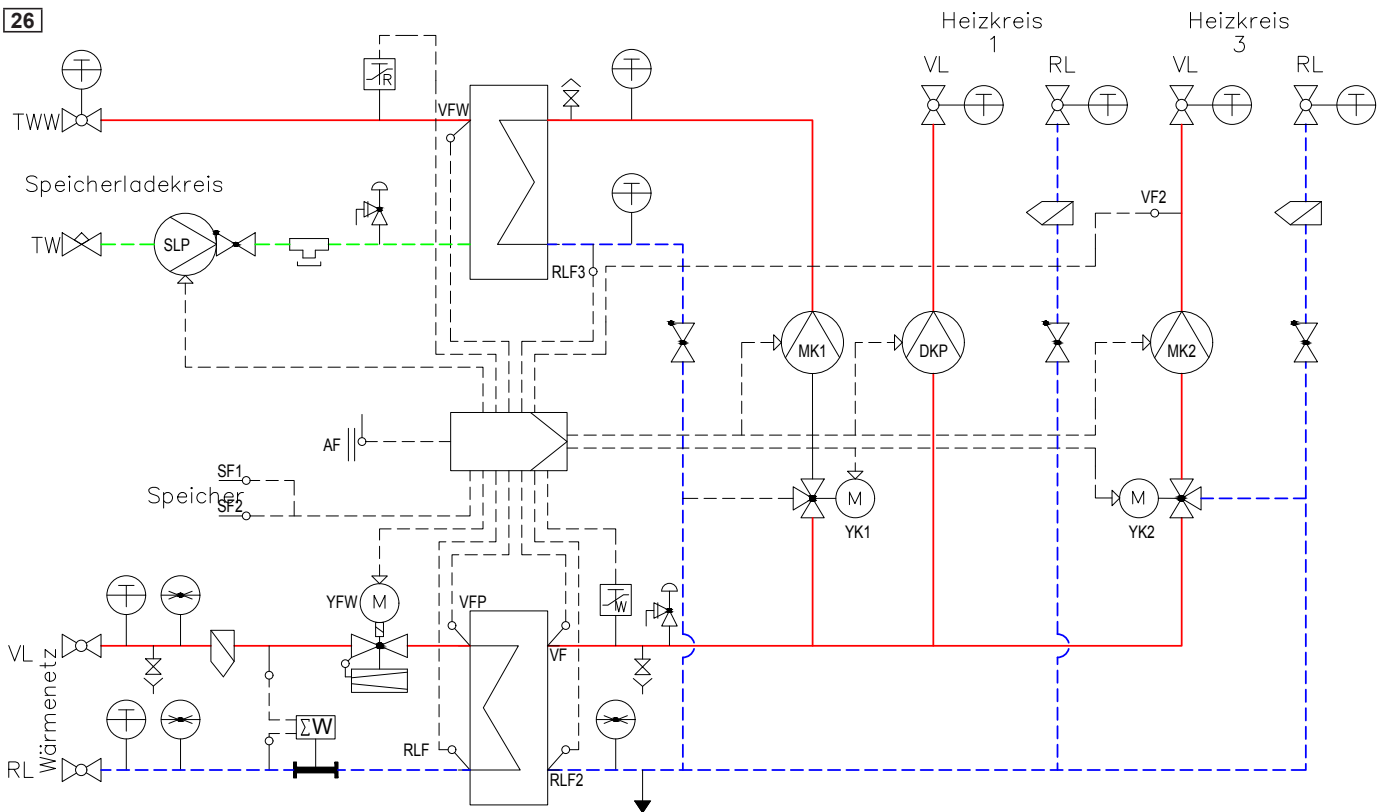 26
Heizkreis
1
Heizkreis
3
VL
RL
VL
RL
T
T
T
T
T
T
R
TWW
VFW
Speicherladekreis
T
VF2
TW
SLP
RLF3
MK1
DKP
MK2
AF
SF1
Speicher
SF2
M
YK1
M
YK2
T
YFW
M
VFP
W
VL
VF
Wärmenetz
T
ΣW
RLF
RL
RLF2